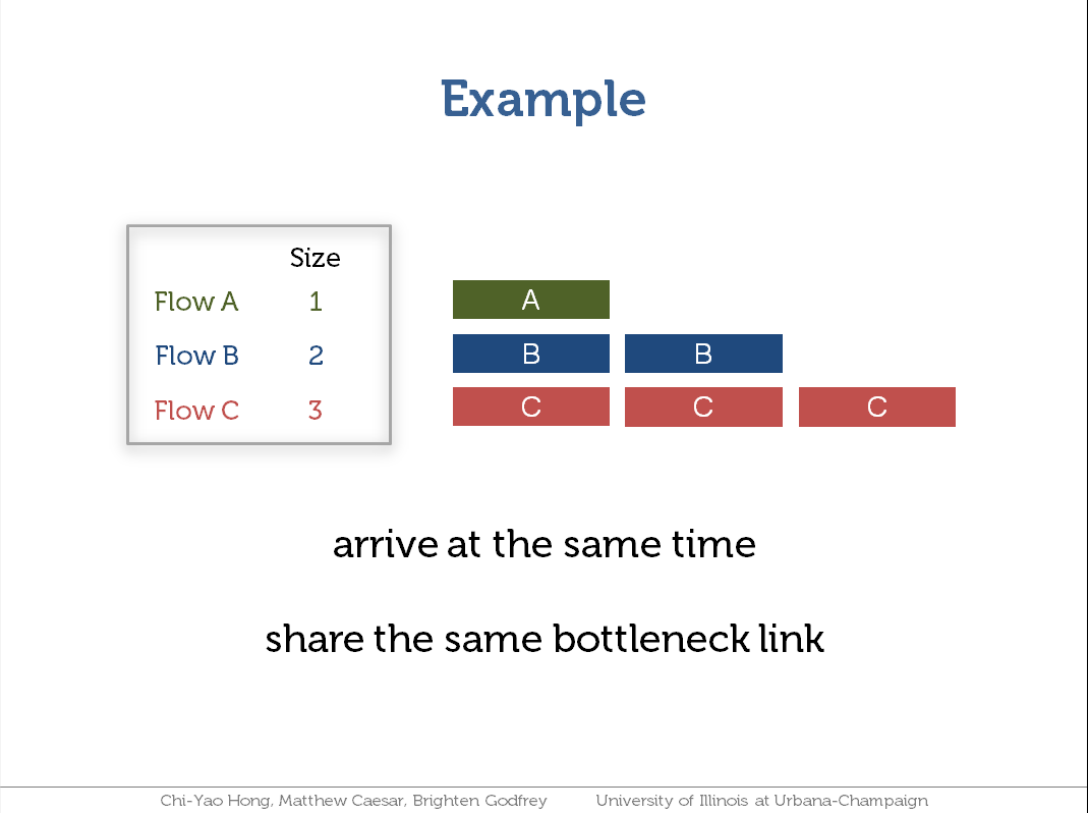 Example
Size
Flow A 1
Flow B 2
Flow C 3
A
B B
C C C
arrive at the same time
share the same bottleneck link
Chi-Yao Hong, Matthew Caesar, Brighten Godfrey University of Illinois at Urbana-Champaign